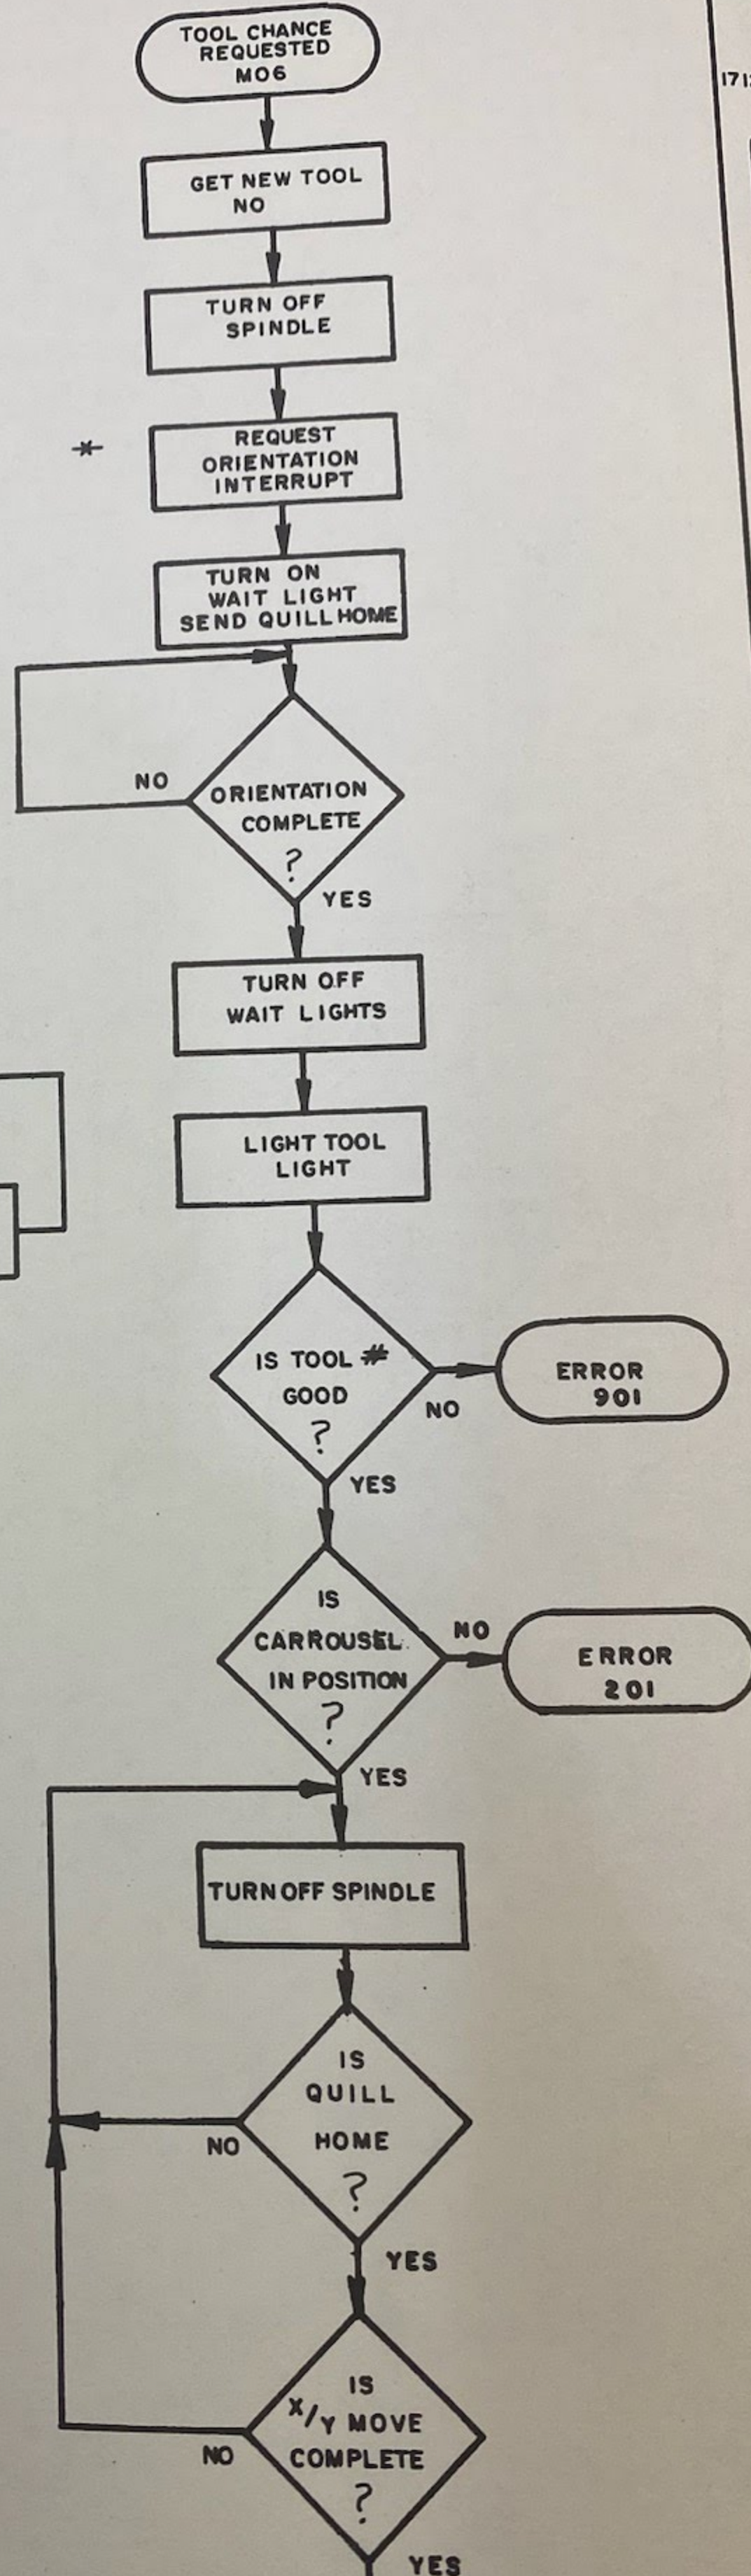 TOOL CHANCE
REQUESTED
MO6
171
GET NEW TOOL
NO
TURN OFF
SPINDLE
*
REQUEST
ORIENTATION
INTERRUPT
TURN ON
WAIT LIGHT
SEND QUILL HOME
NO
ORIENTATION
COMPLETE
?
YES
TURN OFF
WAIT LIGHTS
LIGHT TOOL
LIGHT
IS TOOL #
GOOD
?
NO
ERROR
901
YES
IS
CARROUSEL
IN POSITION
?
NO
ERROR
201
YES
TURN OFF SPINDLE
IS
QUILL
HOME
?
NO
YES
IS
X/Y MOVE
COMPLETE
?
NO
YES